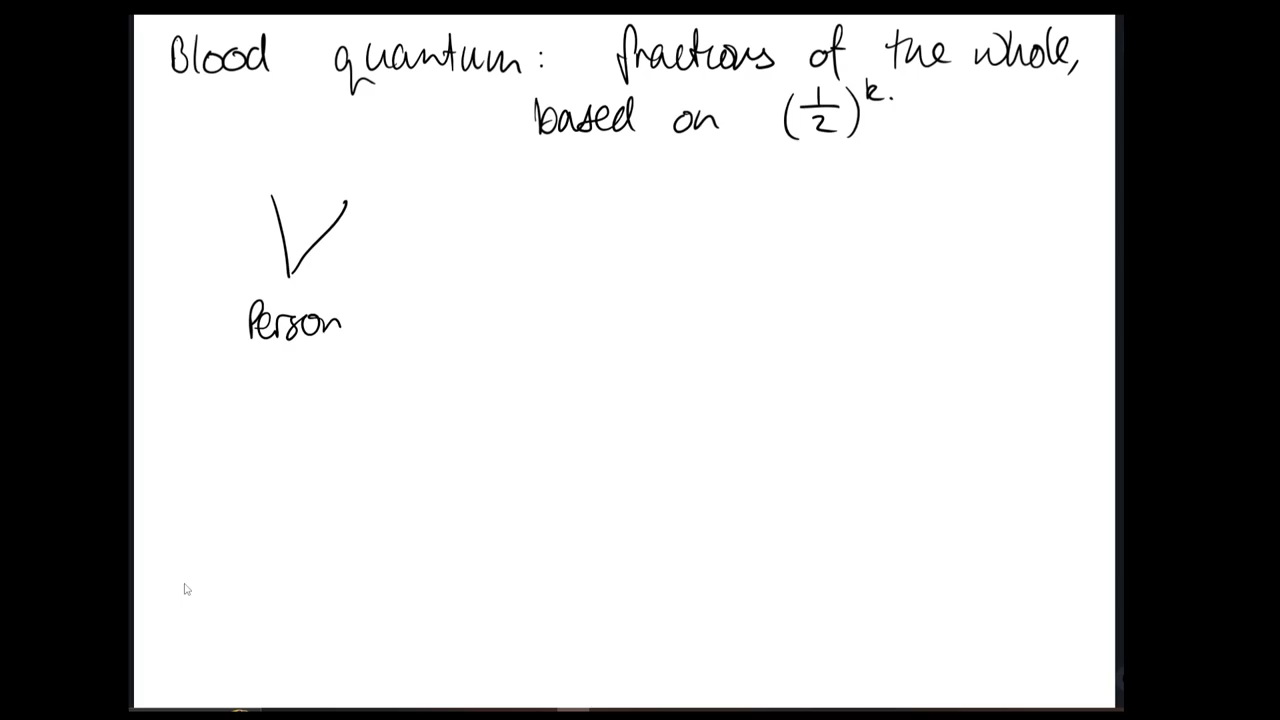 Blood quantum: fractions of the whole,
based on (1/2)^k.
Person